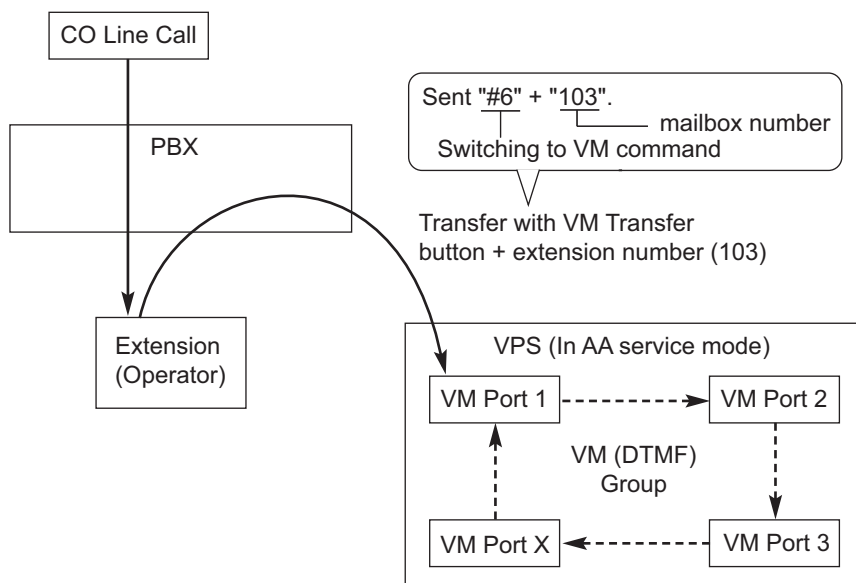 CO Line Call
PBX
Sent "#6" + "103".
mailbox number
Switching to VM command
Transfer with VM Transfer
button + extension number (103)
Extension
(Operator)
VPS (In AA service mode)
VM Port 1
VM Port 2
VM (DTMF)
Group
VM Port X
VM Port 3